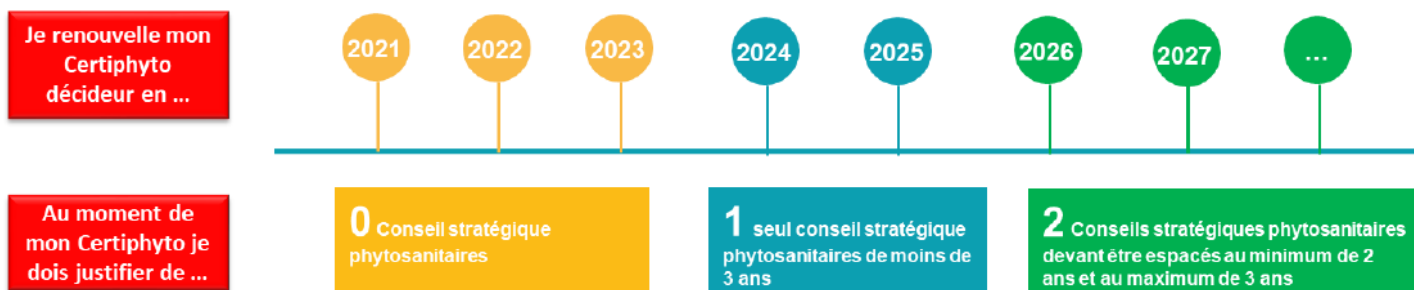 Je renouvelle mon
Certiphyto
décideur en ...
2021
2022
2023
2024
2025
2026
2027
...
Au moment de
mon Certiphyto je
dois justifier de ...
0 Conseil stratégique
phytosanitaires
1 seul conseil stratégique
phytosanitaires de moins de
3 ans
2 Conseils stratégiques phytosanitaires
devant être espacés au minimum de 2
ans et au maximum de 3 ans